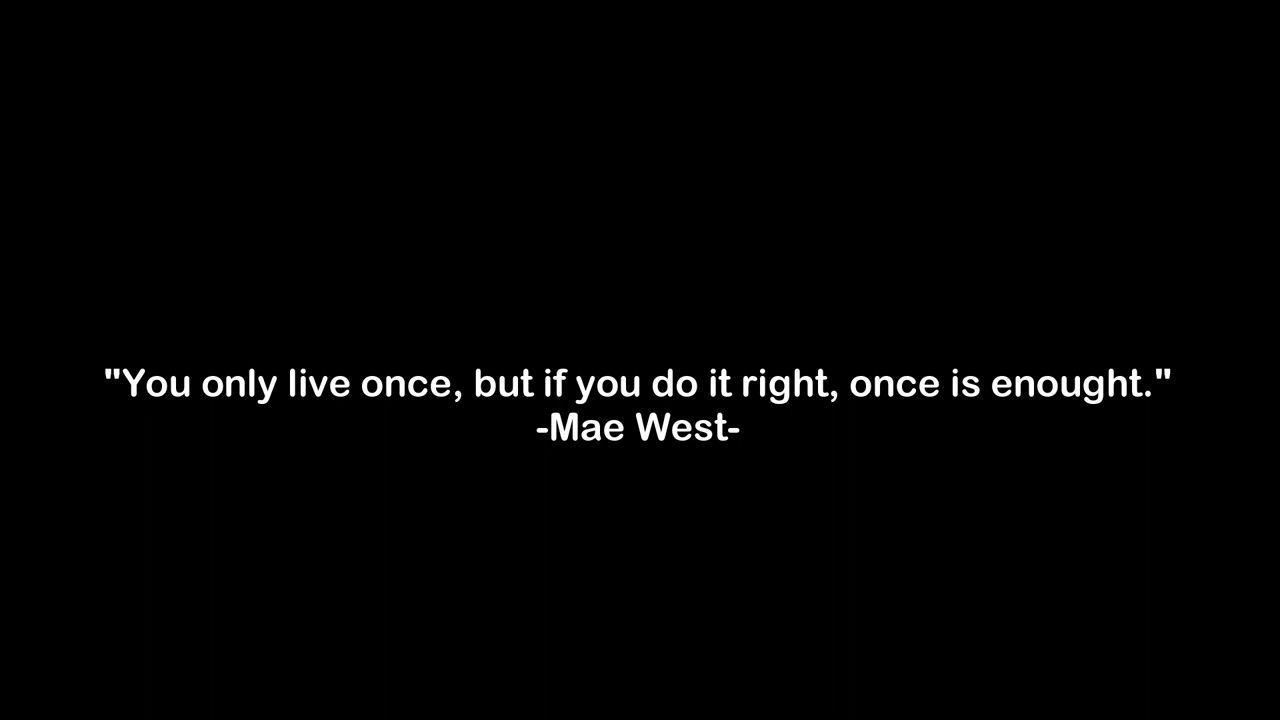 "You only live once, but if you do it right, once is enought."
-Mae West-